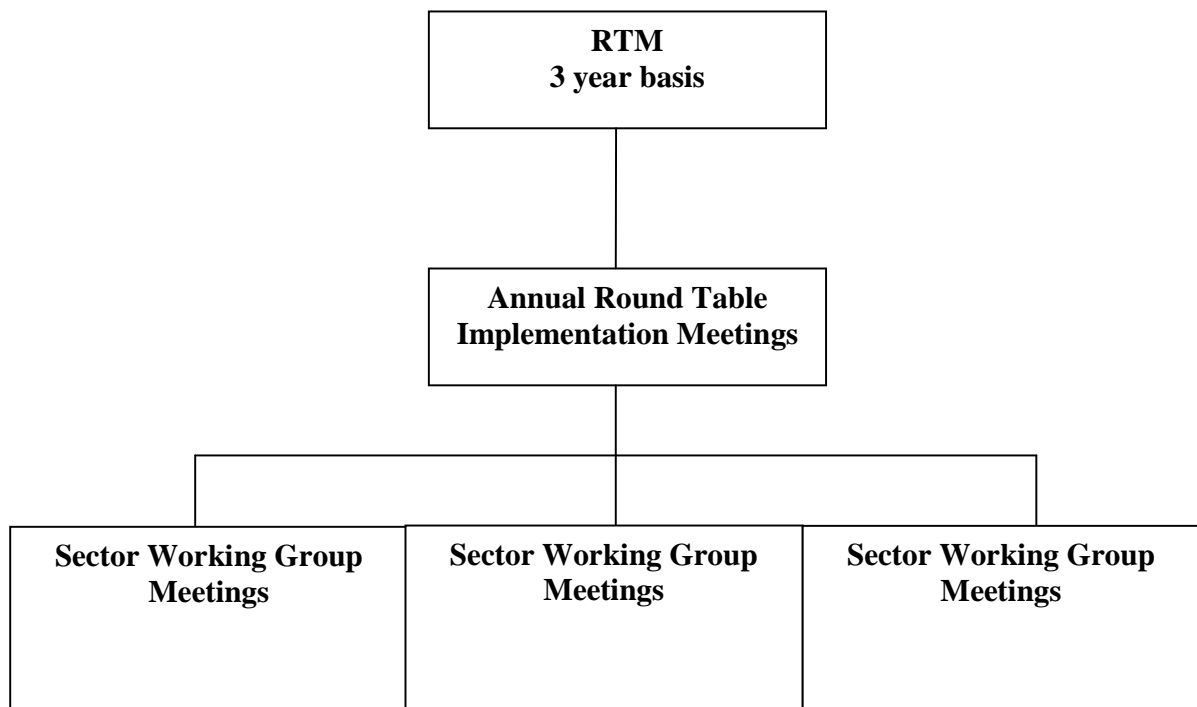 RTM
3 year basis
Annual Round Table
Implementation Meetings
Sector Working Group
Meetings
Sector Working Group
Meetings
Sector Working Group
Meetings